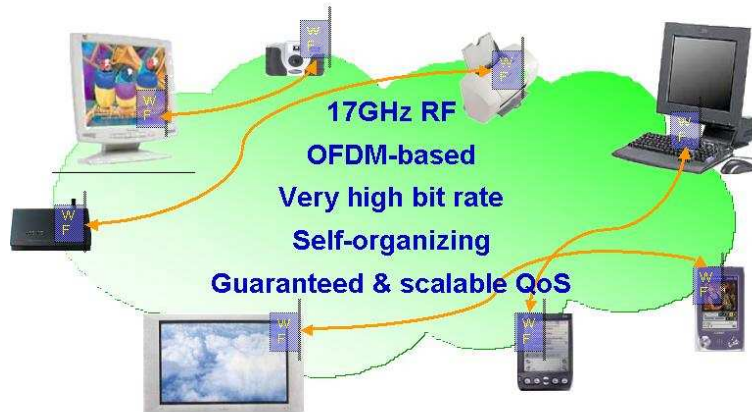 W
F
W
F
W
F
W
F
17GHz RF
OFDM-based
Very high bit rate
Self-organizing
Guaranteed & scalable QoS
W
F
W
F
W
F
W
F